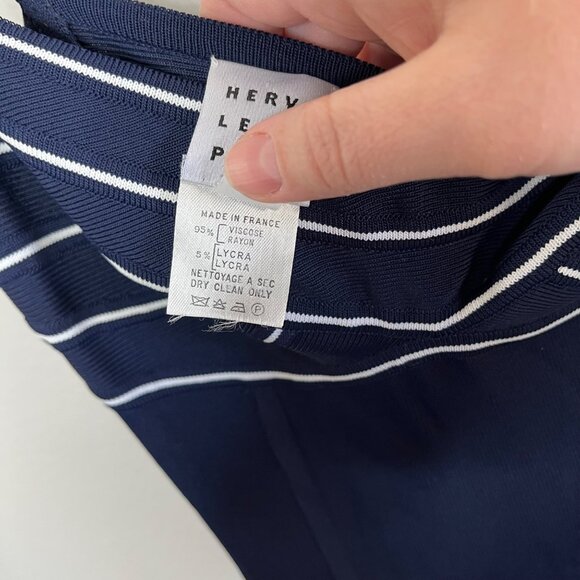 HERV
LE
P
MADE IN FRANCE
95% VISCOSE
RAYON
5% LYCRA
LYCRA
NETTOYAGE A SEC
DRY CLEAN ONLY
P